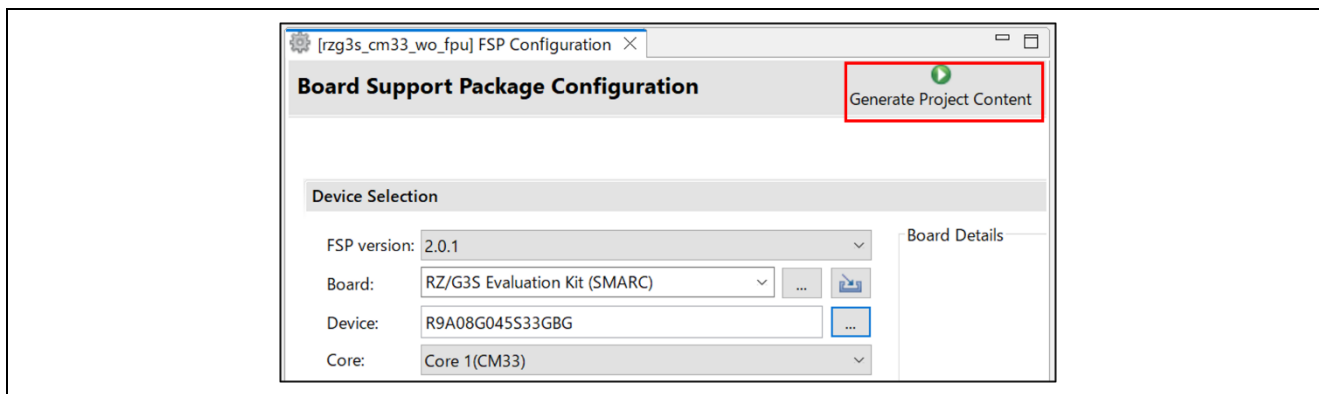 [rzg3s_cm33_wo_fpu] FSP Configuration
Board Support Package Configuration
Generate Project Content
Device Selection
FSP version: 2.0.1
Board Details
Board: RZ/G3S Evaluation Kit (SMARC) ...
Device: R9A08G045S33GBG ...
Core: Core 1(CM33)